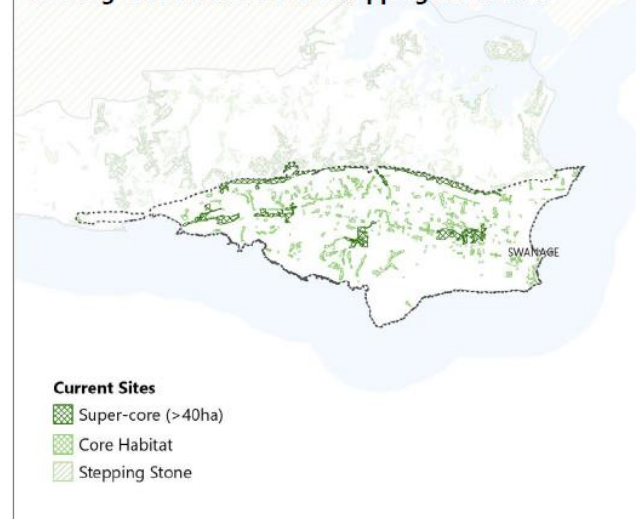 SWANAGE
Current Sites
Super-core (>40ha)
Core Habitat
Stepping Stone